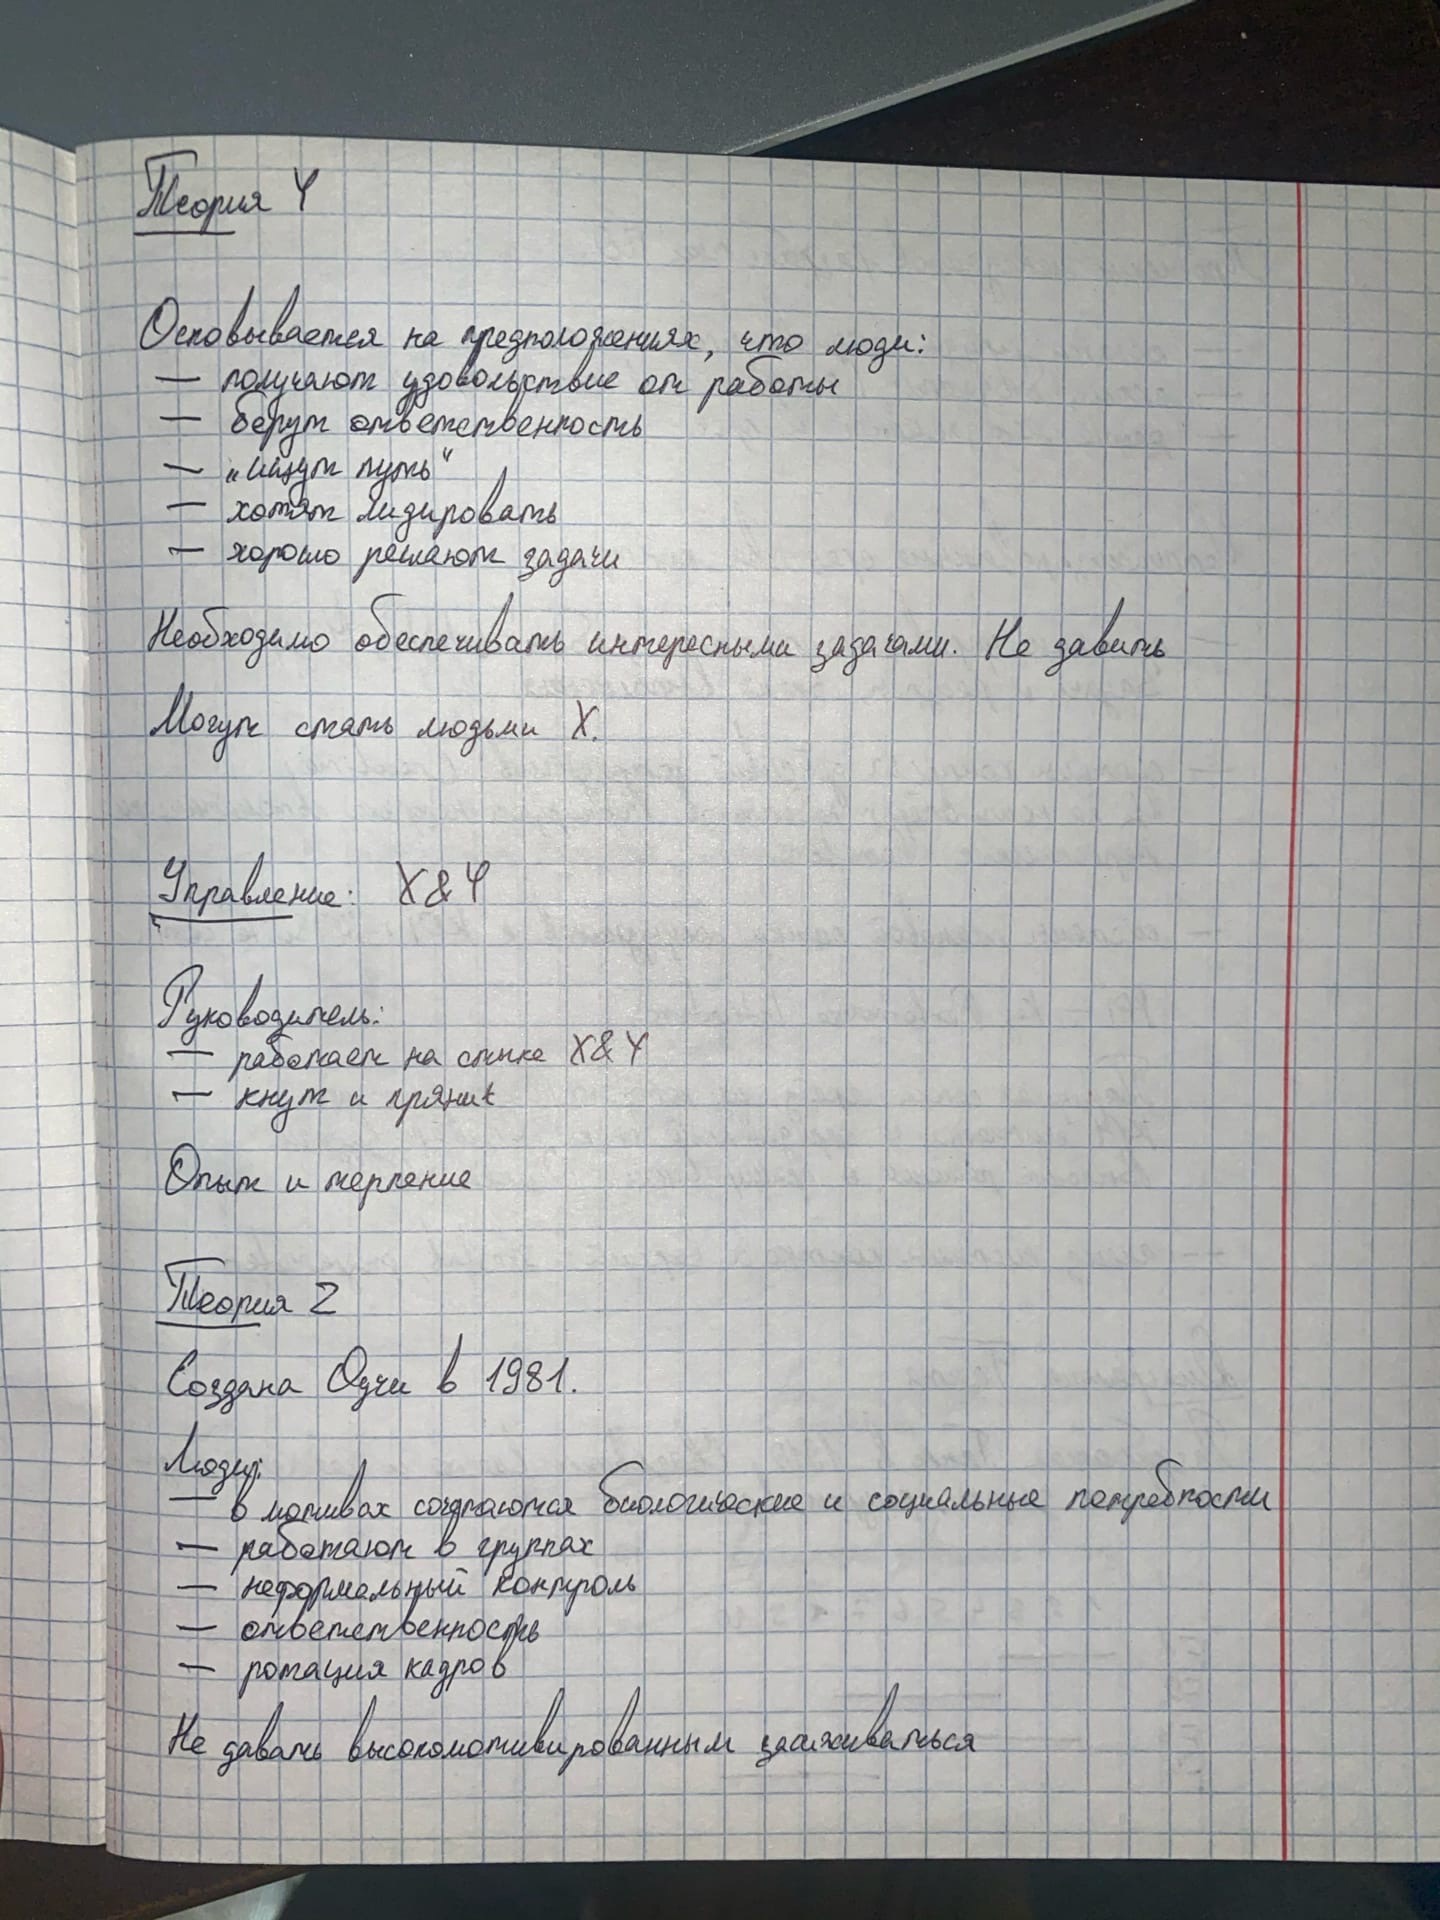 Теория Y
Основывается на предположениях, что люди:
— получают удовольствие от работы
— берут ответственность
— „ищут путь“
— хотят лидировать
— хорошо решают задачи
Необходимо обеспечивать интересными задачами. Не давить
Могут стать людьми X.
Управление: X&Y
Руководитель:
— работает на стыке X&Y
— кнут и пряник
Опыт и терпение
Теория Z
Создана Оучи в 1981.
Люди:
— в мотивах сочетаются биологические и социальные потребности
— работают в группах
— неформальный контроль
— ответственность
— ротация кадров
Не давать высокомотивированным засиживаться